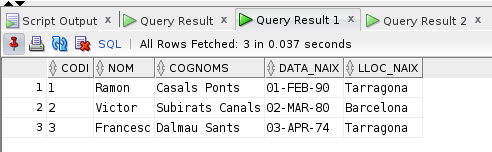 Script Output × Query Result × Query Result 1 × Query Result 2 ×
SQL | All Rows Fetched: 3 in 0.037 seconds
CODI NOM COGNOMS DATA_NAIX LLOC_NAIX
1 1 Ramon Casals Ponts 01-FEB-90 Tarragona
2 2 Victor Subirats Canals 02-MAR-80 Barcelona
3 3 Francesc Dalmau Sants 03-APR-74 Tarragona